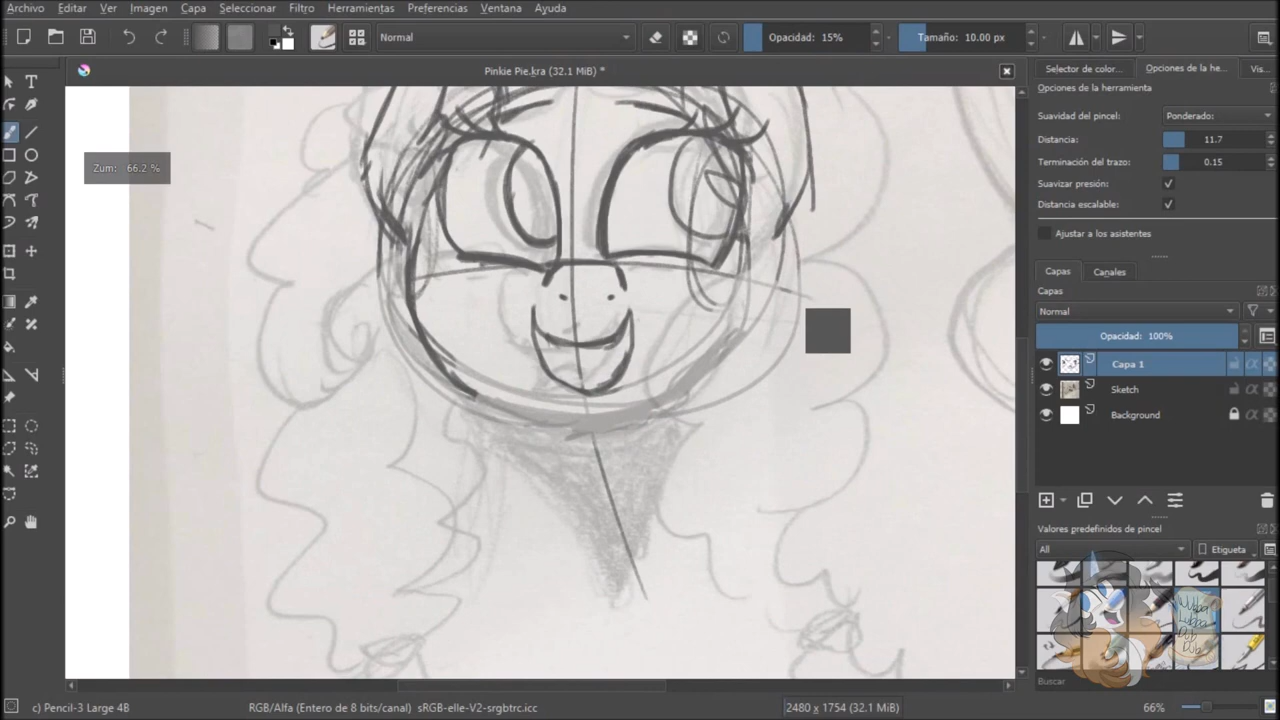 Archivo Editar Ver Imagen Capa Seleccionar Filtro Herramientas Preferencias Ventana Ayuda
Normal Opacidad: 15% Tamaño: 10.00 px
Pinkie Pie.kra (32.1 MiB) *
Selector de color... Opciones de la he... Vis...
Opciones de la herramienta
Suavidad del pincel: Ponderado:
Distancia: 11.7
Terminación del trazo: 0.15
Suavizar presión:
Distancia escalable:
Ajustar a los asistentes
Zum: 66.2 %
Capas Canales
Capas
Normal
Opacidad: 100%
Capa 1
Sketch
Background
Valores predefinidos de pincel
All Etiqueta
Wubba
Lubba
Dub
Dub
Buscar
c) Pencil-3 Large 4B RGB/Alfa (Entero de 8 bits/canal) sRGB-elle-V2-srgbtrc.icc 2480 x 1754 (32.1 MiB) 66%